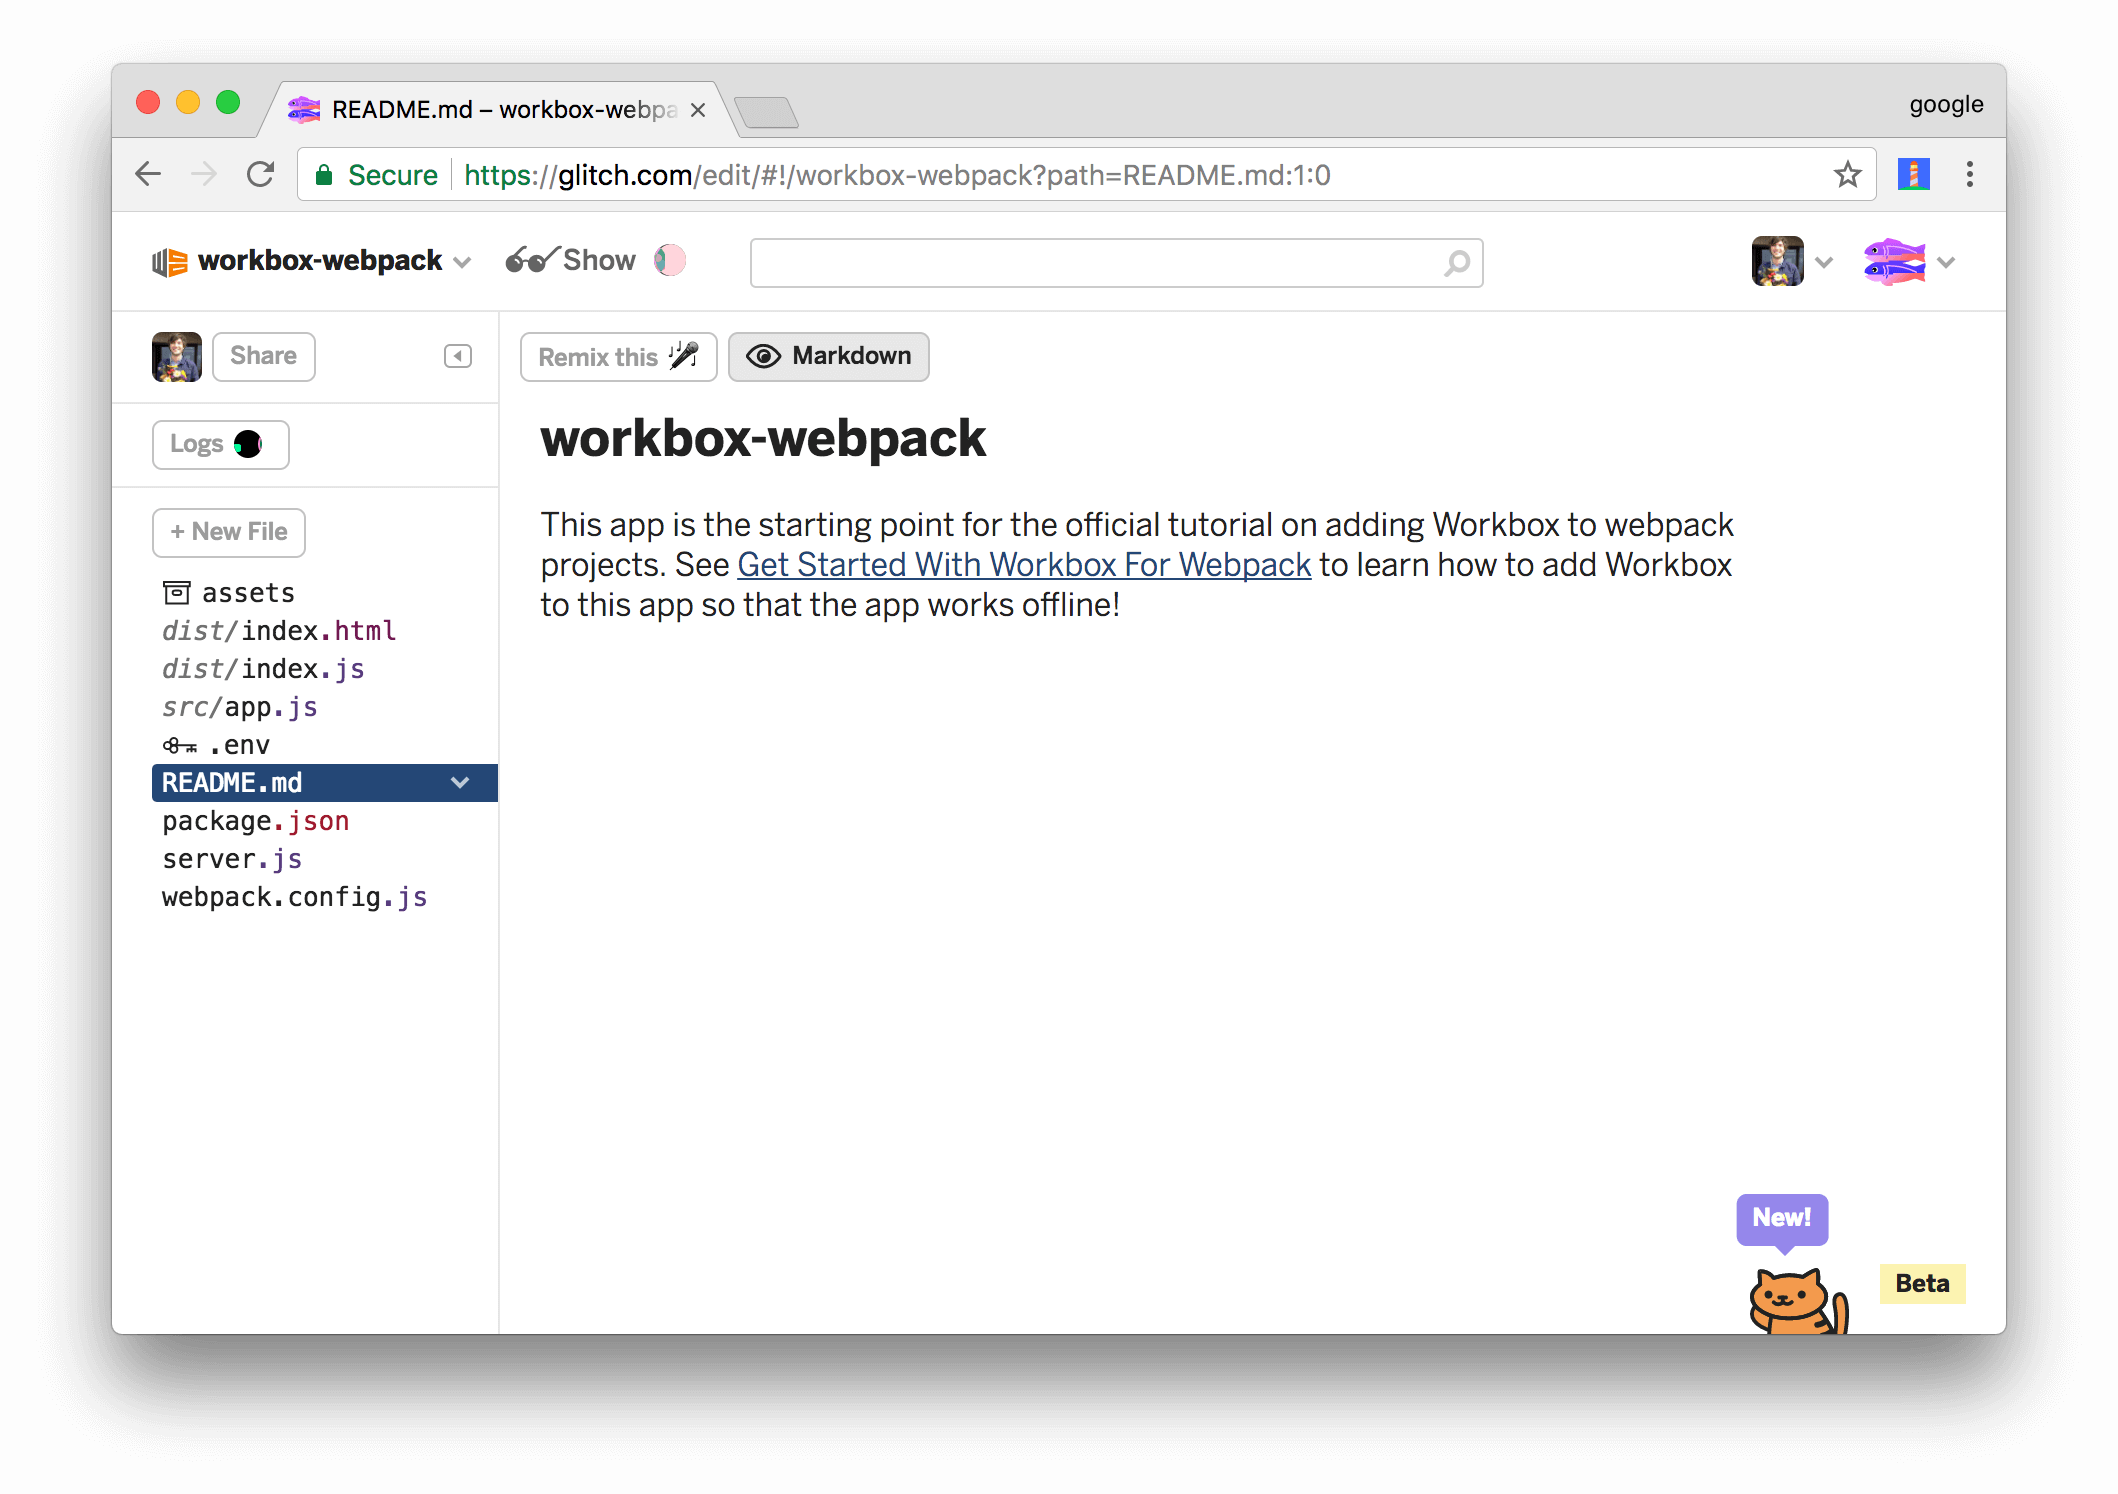 README.md – workbox-webpa
google
Secure https://glitch.com/edit/#!/workbox-webpack?path=README.md:1:0
workbox-webpack Show
Share
Remix this Markdown
Logs
+ New File
assets
dist/index.html
dist/index.js
src/app.js
.env
README.md
package.json
server.js
webpack.config.js
workbox-webpack
This app is the starting point for the official tutorial on adding Workbox to webpack
projects. See Get Started With Workbox For Webpack to learn how to add Workbox
to this app so that the app works offline!
New!
Beta